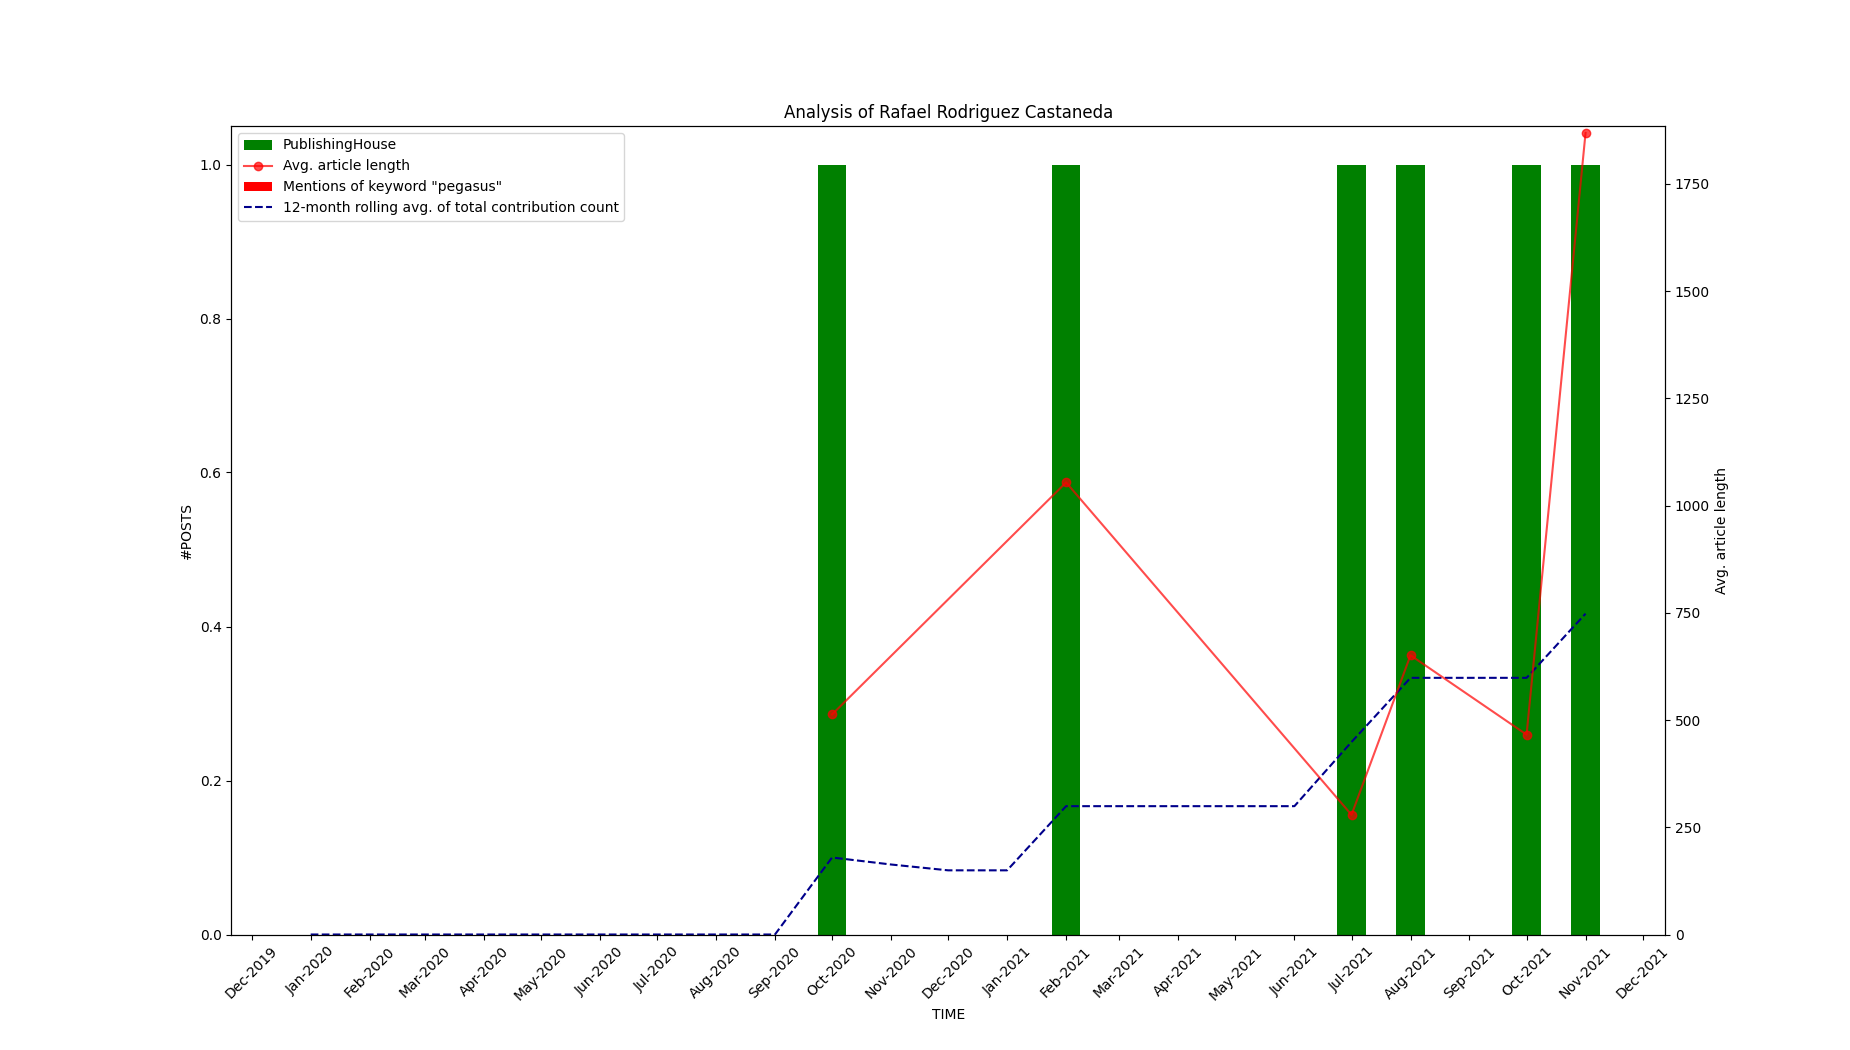 Analysis of Rafael Rodriguez Castaneda
PublishingHouse
Avg. article length
Mentions of keyword "pegasus"
12-month rolling avg. of total contribution count
1.0
0.8
0.6
0.4
0.2
0.0
#POSTS
1750
1500
1250
1000
750
500
250
0
Avg. article length
Dec-2019
Jan-2020
Feb-2020
Mar-2020
Apr-2020
May-2020
Jun-2020
Jul-2020
Aug-2020
Sep-2020
Oct-2020
Nov-2020
Dec-2020
Jan-2021
Feb-2021
Mar-2021
Apr-2021
May-2021
Jun-2021
Jul-2021
Aug-2021
Sep-2021
Oct-2021
Nov-2021
Dec-2021
TIME